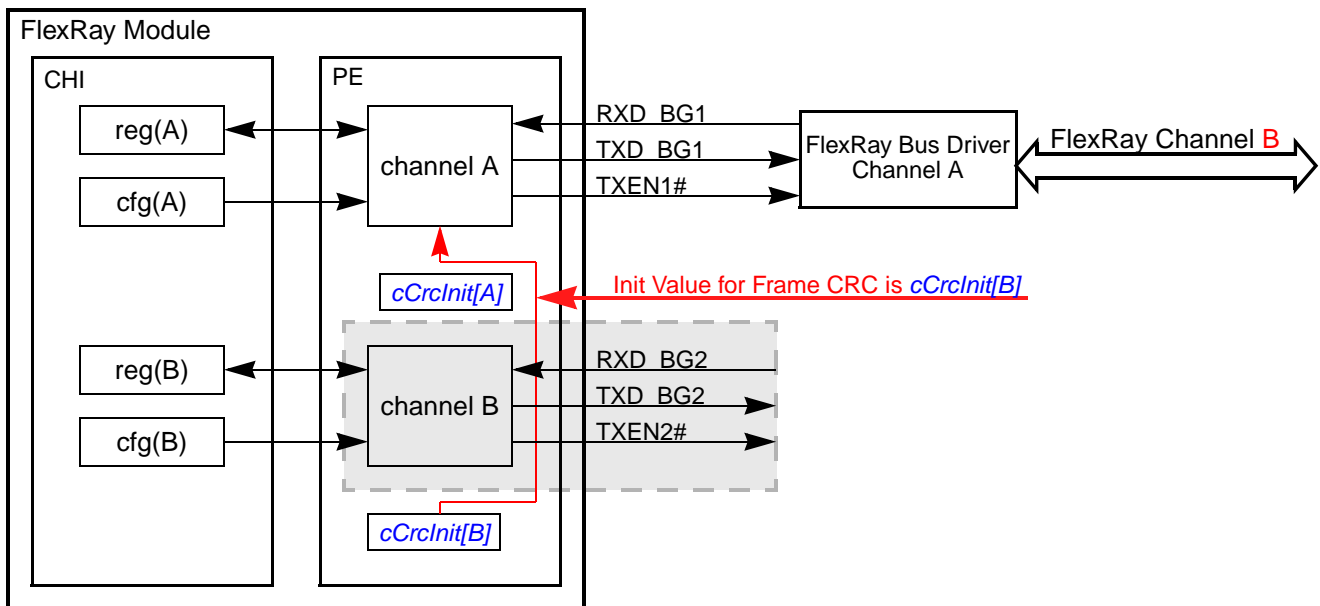 FlexRay Module
CHI
PE
reg(A)
cfg(A)
channel A
RXD_BG1
TXD_BG1
TXEN1#
FlexRay Bus Driver
Channel A
FlexRay Channel B
cCrcInit[A]
Init Value for Frame CRC is cCrcInit[B]
reg(B)
cfg(B)
channel B
RXD_BG2
TXD_BG2
TXEN2#
cCrcInit[B]